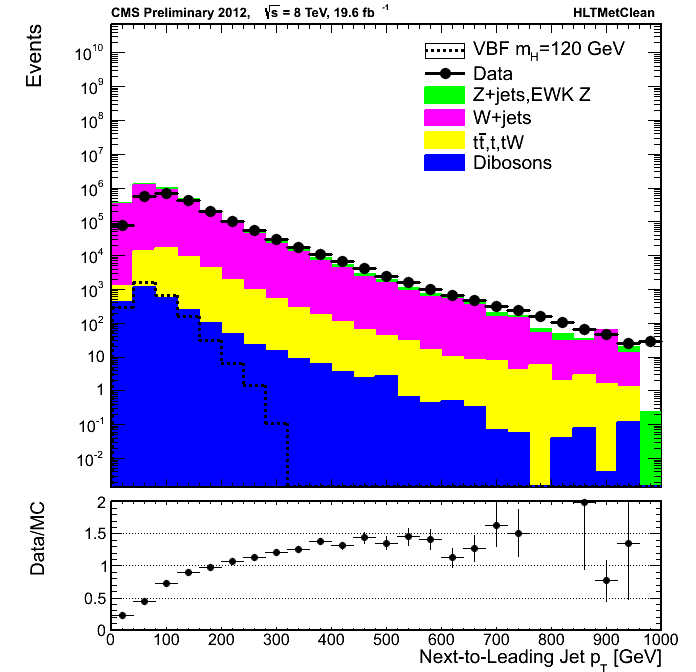 CMS Preliminary 2012, √s = 8 TeV, 19.6 fb⁻¹ HLTMetClean
Events
VBF m_H=120 GeV
Data
Z+jets,EWK Z
W+jets
tt̄,t,tW
Dibosons
10¹⁰
10⁹
10⁸
10⁷
10⁶
10⁵
10⁴
10³
10²
10
1
10⁻¹
10⁻²
Data/MC
2
1.5
1
0.5
0
0 100 200 300 400 500 600 700 800 900 1000
Next-to-Leading Jet p_T [GeV]